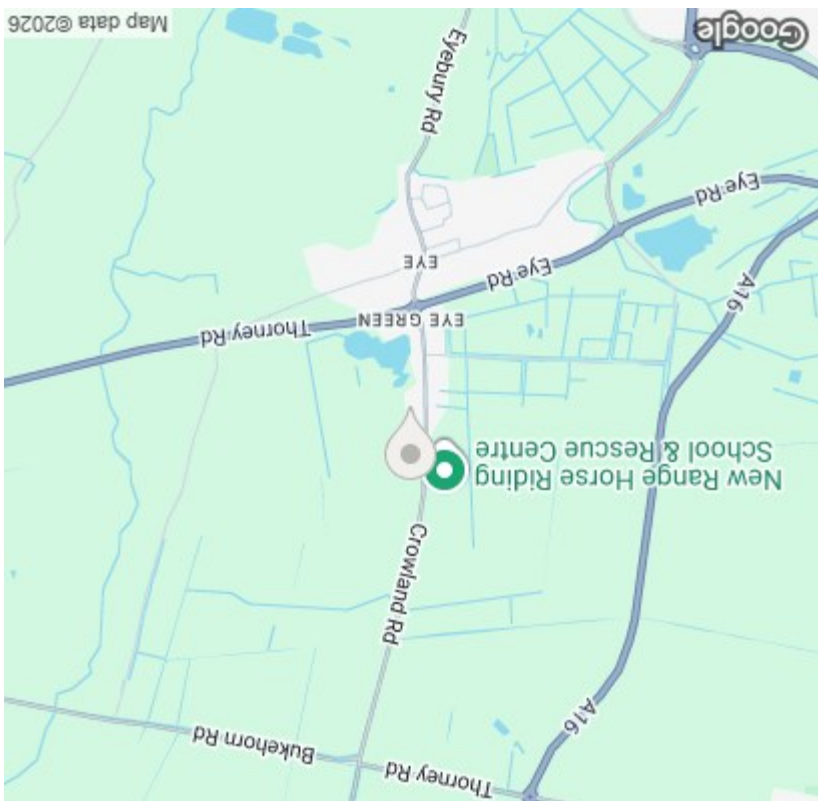 Thorney Rd
Bukehorn Rd
A16
Crowland Rd
New Range Horse Riding
School & Rescue Centre
Thorney Rd
EYE GREEN
A16
Eye Rd
EYE
Eye Rd
Eyebury Rd
Google
Map data ©2026